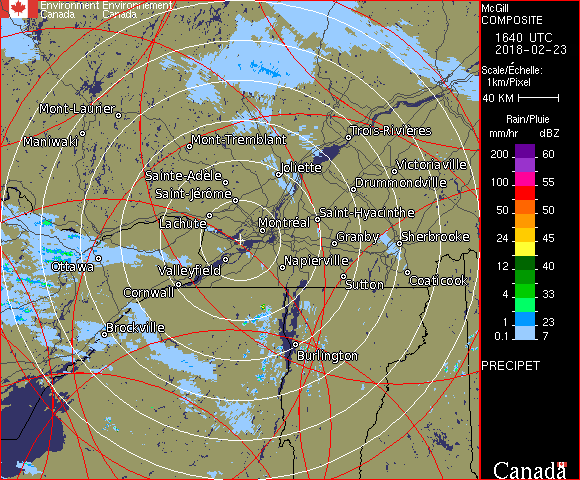 Environment Environnement
Canada Canada
McGill
COMPOSITE
1640 UTC
2018-02-23
Scale/Échelle:
1km/Pixel
40 KM
Rain/Pluie
mm/hr dBZ
200 60
100 55
50 50
24 45
12 40
4 33
1 23
0.1 7
PRECIPET
Canada
Mont-Laurier
Maniwaki
Mont-Tremblant
Trois-Rivières
Joliette
Victoriaville
Sainte-Adèle
Drummondville
Saint-Jérôme
Saint-Hyacinthe
Lachute
Montréal
Granby
Sherbrooke
Ottawa
Valleyfield
Napierville
Cornwall
Sutton
Coaticook
Brockville
Burlington